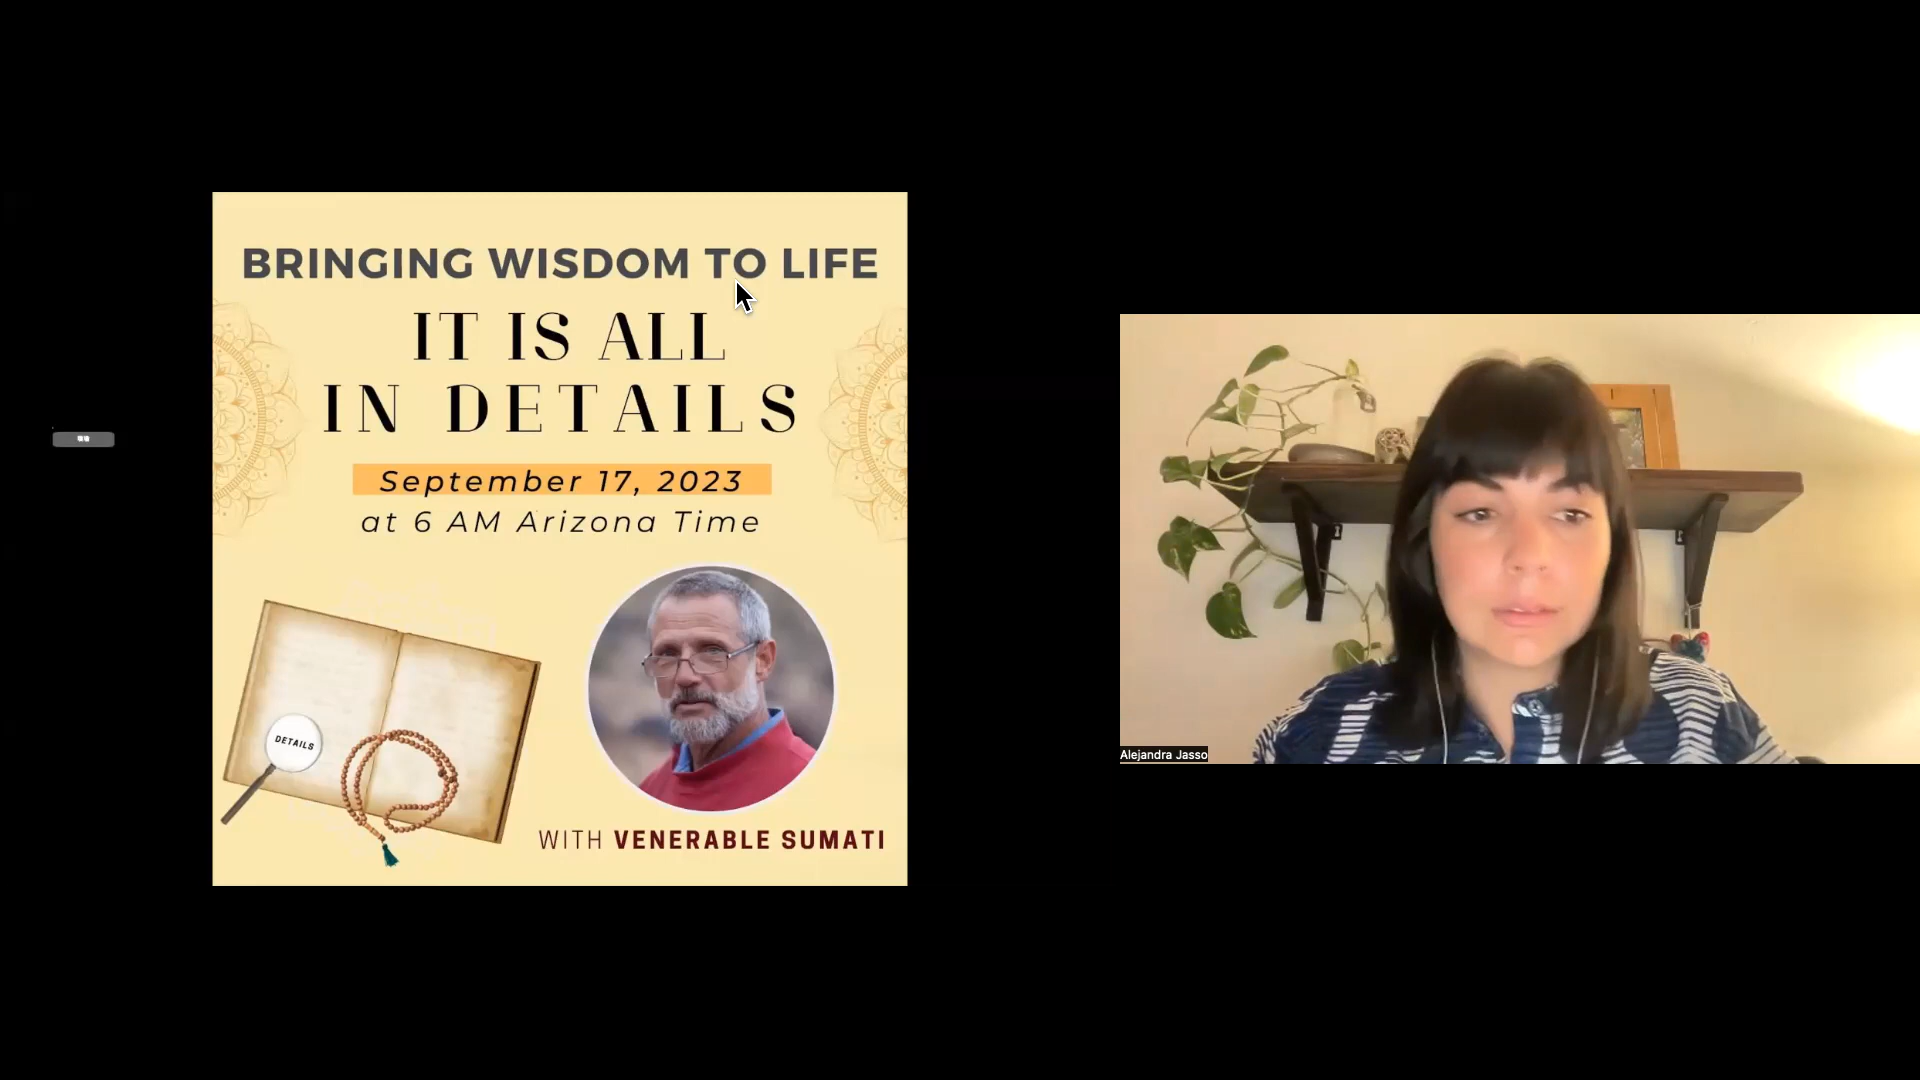 BRINGING WISDOM TO LIFE
IT IS ALL
IN DETAILS
September 17, 2023
at 6 AM Arizona Time
DETAILS
WITH VENERABLE SUMATI
Alejandra Jasso